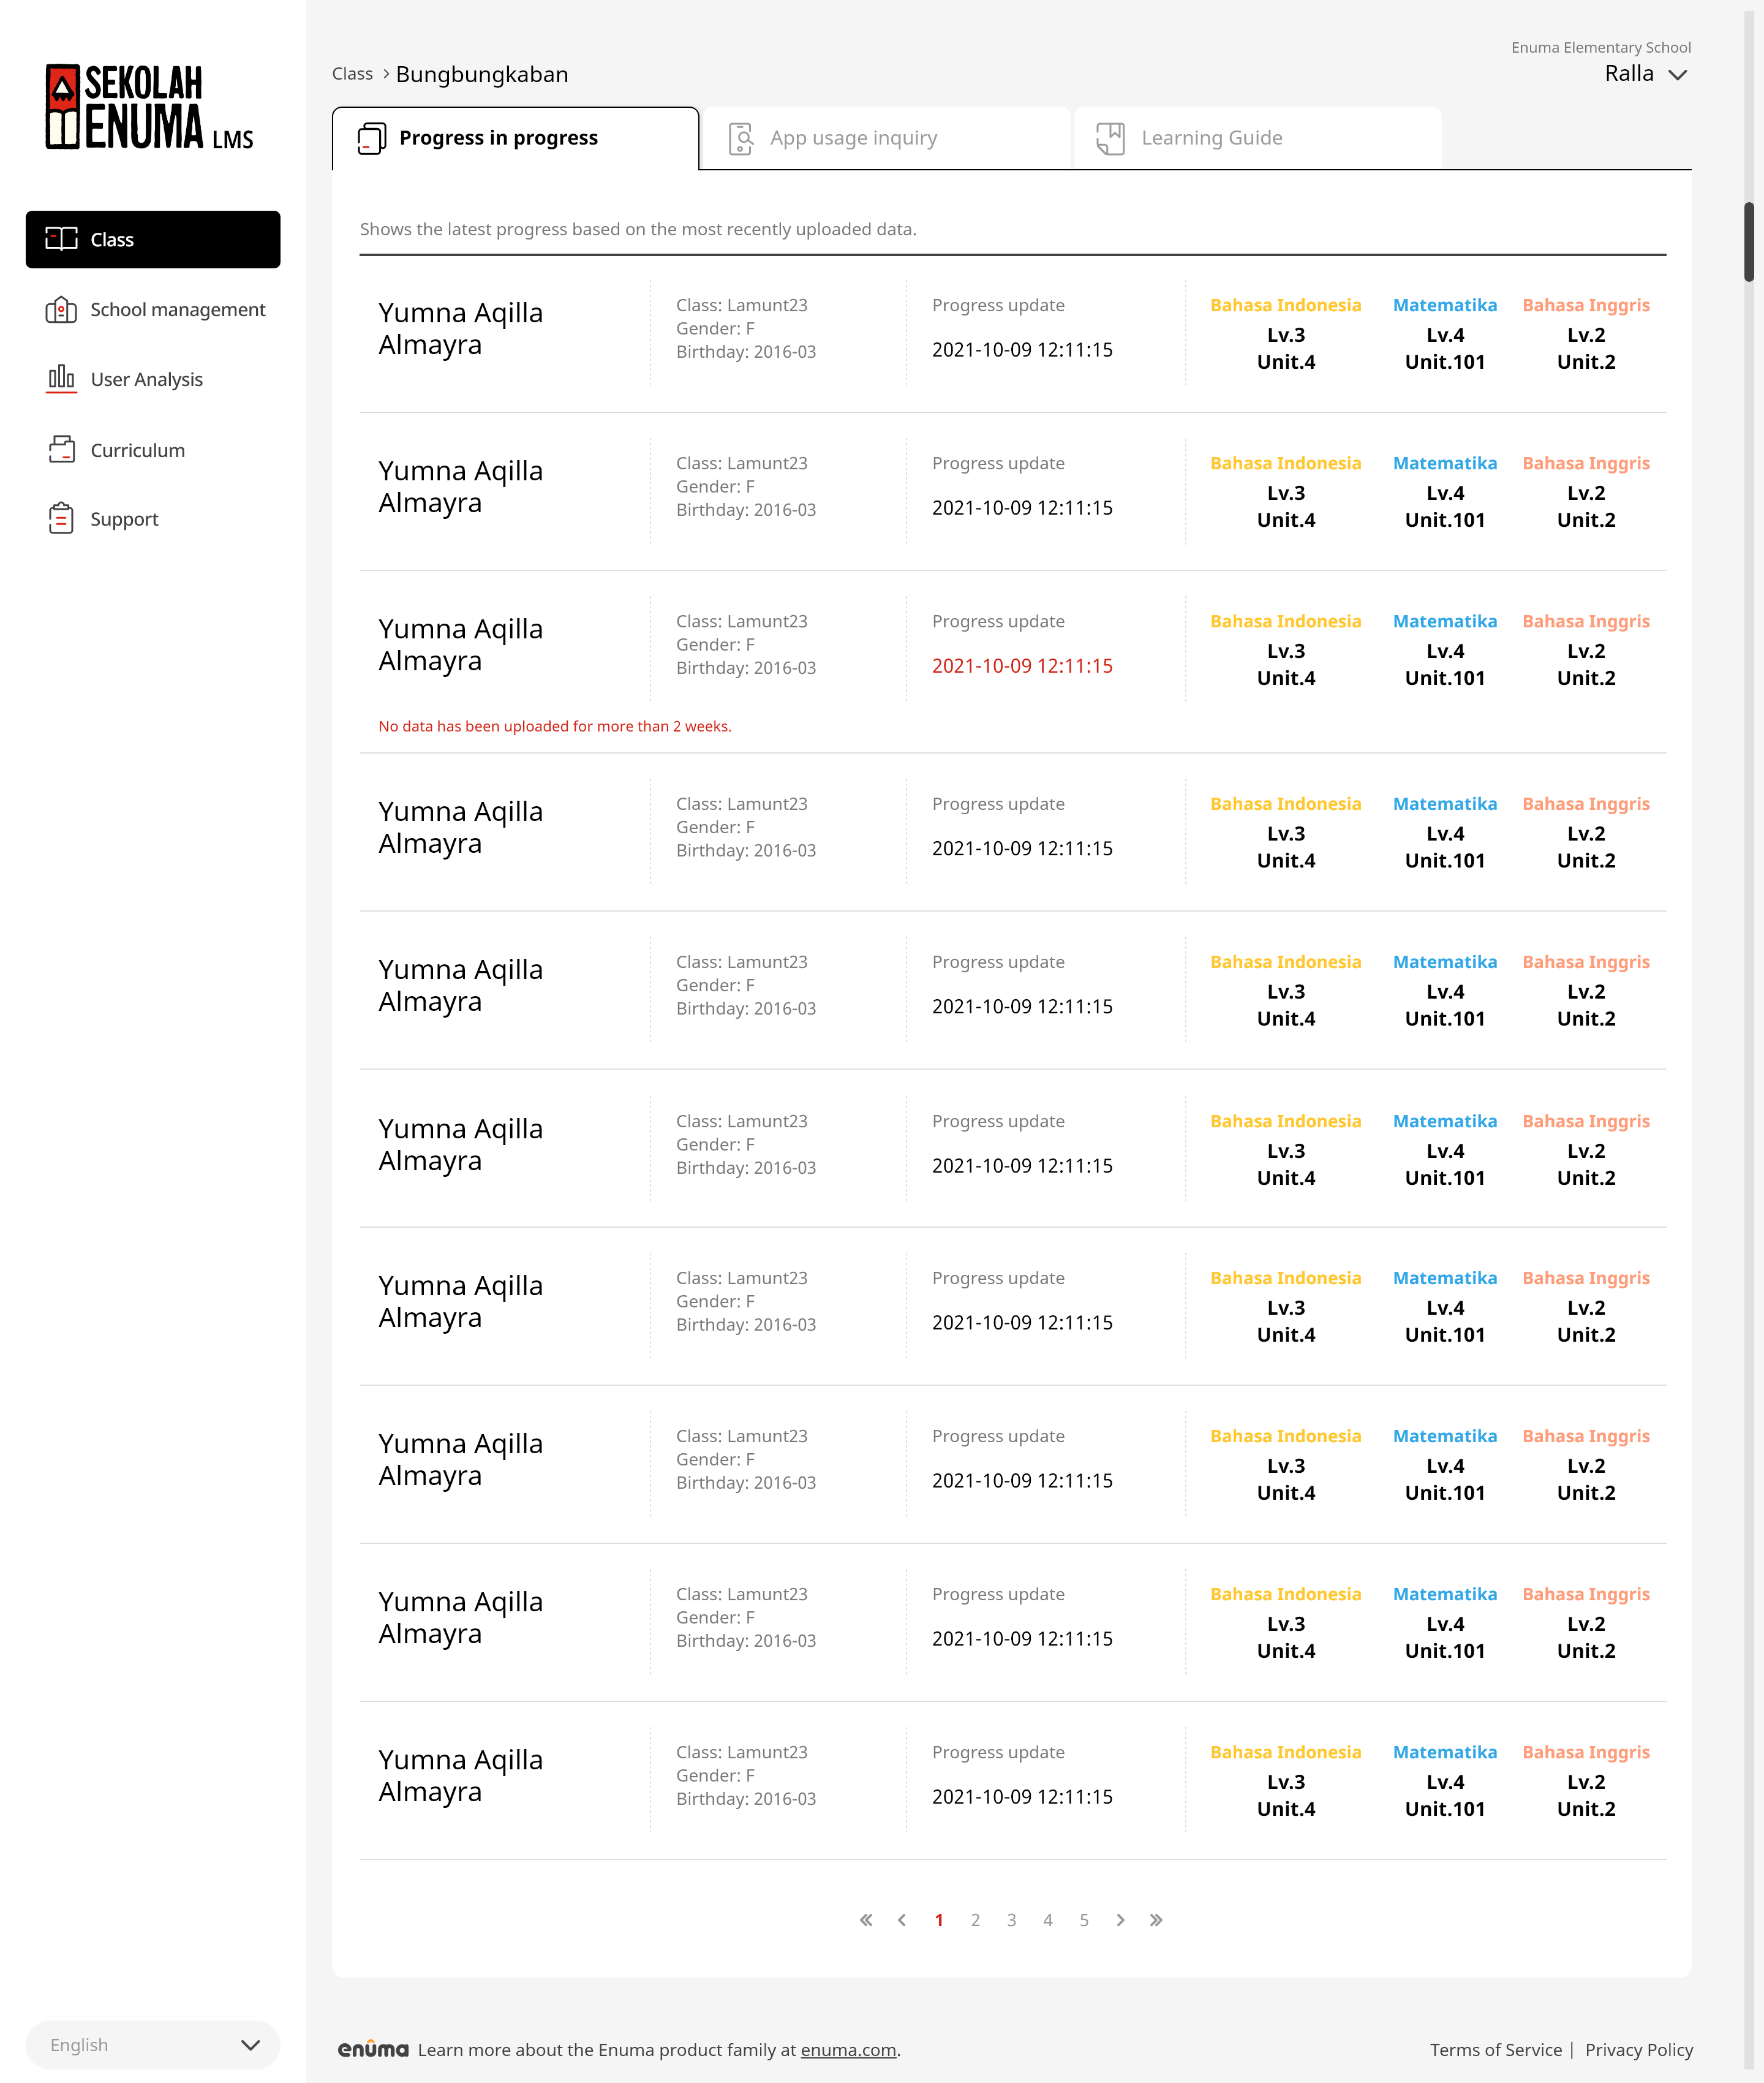 SEKOLAH
ENUMA LMS
Class
School management
User Analysis
Curriculum
Support
English
Enuma Elementary School
Ralla
Class > Bungbungkaban
Progress in progress
App usage inquiry
Learning Guide
Shows the latest progress based on the most recently uploaded data.
Yumna Aqilla
Almayra
Class: Lamunt23
Gender: F
Birthday: 2016-03
Progress update
2021-10-09 12:11:15
Bahasa Indonesia
Lv.3
Unit.4
Matematika
Lv.4
Unit.101
Bahasa Inggris
Lv.2
Unit.2
Yumna Aqilla
Almayra
Class: Lamunt23
Gender: F
Birthday: 2016-03
Progress update
2021-10-09 12:11:15
Bahasa Indonesia
Lv.3
Unit.4
Matematika
Lv.4
Unit.101
Bahasa Inggris
Lv.2
Unit.2
Yumna Aqilla
Almayra
Class: Lamunt23
Gender: F
Birthday: 2016-03
Progress update
2021-10-09 12:11:15
Bahasa Indonesia
Lv.3
Unit.4
Matematika
Lv.4
Unit.101
Bahasa Inggris
Lv.2
Unit.2
No data has been uploaded for more than 2 weeks.
Yumna Aqilla
Almayra
Class: Lamunt23
Gender: F
Birthday: 2016-03
Progress update
2021-10-09 12:11:15
Bahasa Indonesia
Lv.3
Unit.4
Matematika
Lv.4
Unit.101
Bahasa Inggris
Lv.2
Unit.2
Yumna Aqilla
Almayra
Class: Lamunt23
Gender: F
Birthday: 2016-03
Progress update
2021-10-09 12:11:15
Bahasa Indonesia
Lv.3
Unit.4
Matematika
Lv.4
Unit.101
Bahasa Inggris
Lv.2
Unit.2
Yumna Aqilla
Almayra
Class: Lamunt23
Gender: F
Birthday: 2016-03
Progress update
2021-10-09 12:11:15
Bahasa Indonesia
Lv.3
Unit.4
Matematika
Lv.4
Unit.101
Bahasa Inggris
Lv.2
Unit.2
Yumna Aqilla
Almayra
Class: Lamunt23
Gender: F
Birthday: 2016-03
Progress update
2021-10-09 12:11:15
Bahasa Indonesia
Lv.3
Unit.4
Matematika
Lv.4
Unit.101
Bahasa Inggris
Lv.2
Unit.2
Yumna Aqilla
Almayra
Class: Lamunt23
Gender: F
Birthday: 2016-03
Progress update
2021-10-09 12:11:15
Bahasa Indonesia
Lv.3
Unit.4
Matematika
Lv.4
Unit.101
Bahasa Inggris
Lv.2
Unit.2
Yumna Aqilla
Almayra
Class: Lamunt23
Gender: F
Birthday: 2016-03
Progress update
2021-10-09 12:11:15
Bahasa Indonesia
Lv.3
Unit.4
Matematika
Lv.4
Unit.101
Bahasa Inggris
Lv.2
Unit.2
Yumna Aqilla
Almayra
Class: Lamunt23
Gender: F
Birthday: 2016-03
Progress update
2021-10-09 12:11:15
Bahasa Indonesia
Lv.3
Unit.4
Matematika
Lv.4
Unit.101
Bahasa Inggris
Lv.2
Unit.2
« ‹ 1 2 3 4 5 › »
enûma Learn more about the Enuma product family at enuma.com.
Terms of Service | Privacy Policy